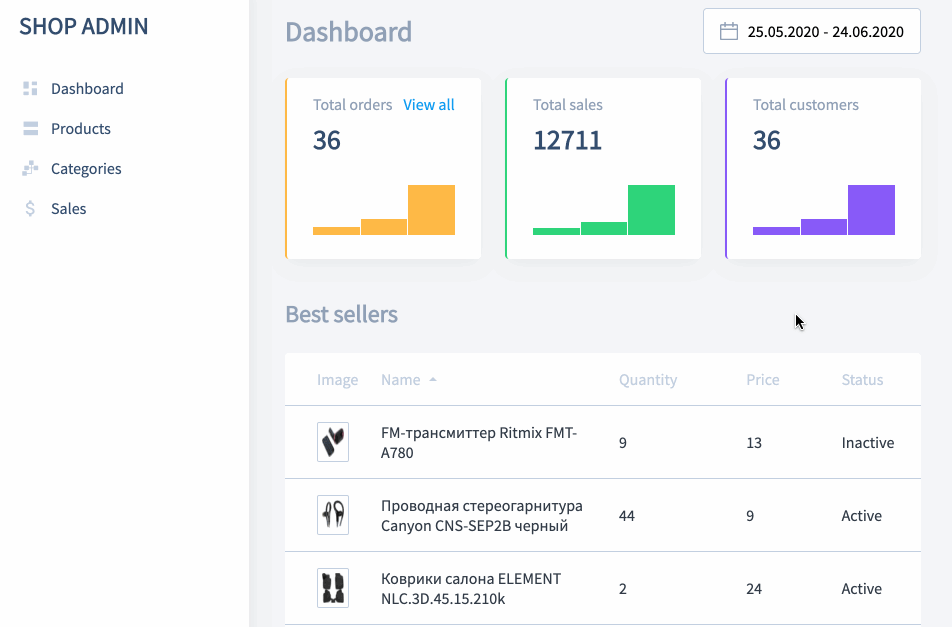 SHOP ADMIN
Dashboard
Products
Categories
Sales
Dashboard
25.05.2020 - 24.06.2020
Total orders View all
36
Total sales
12711
Total customers
36
Best sellers
Image Name Quantity Price Status
FM-трансмиттер Ritmix FMT-
A780
9 13 Inactive
Проводная стереогарнитура
Canyon CNS-SEP2B черный
44 9 Active
Коврики салона ELEMENT
NLC.3D.45.15.210k
2 24 Active